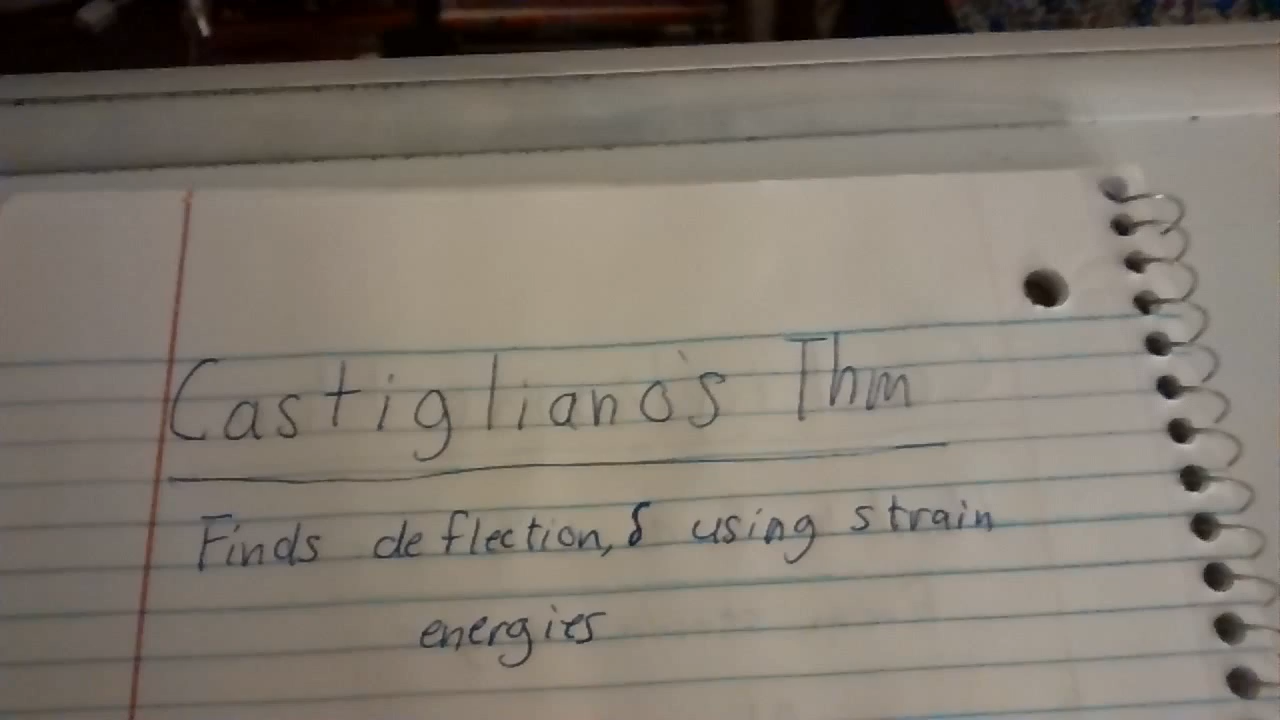 Castigliano's Thm
Finds deflection, δ using strain
energies